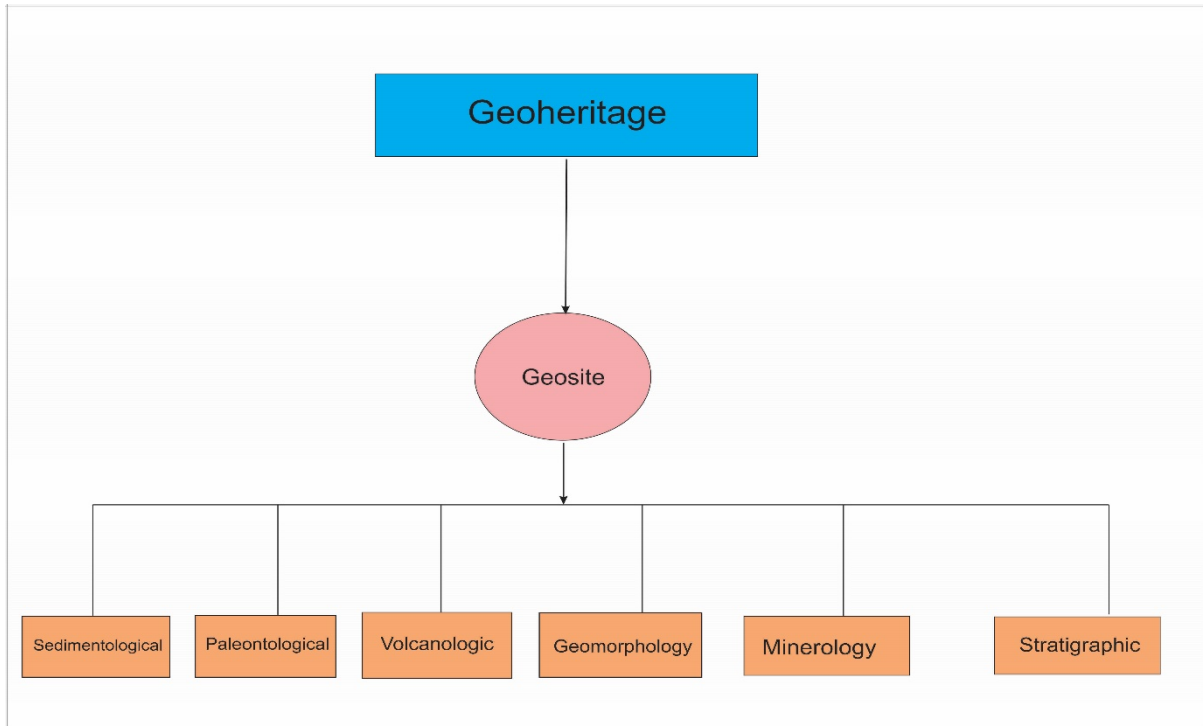 Geoheritage
Geosite
Sedimentological
Paleontological
Volcanologic
Geomorphology
Minerology
Stratigraphic